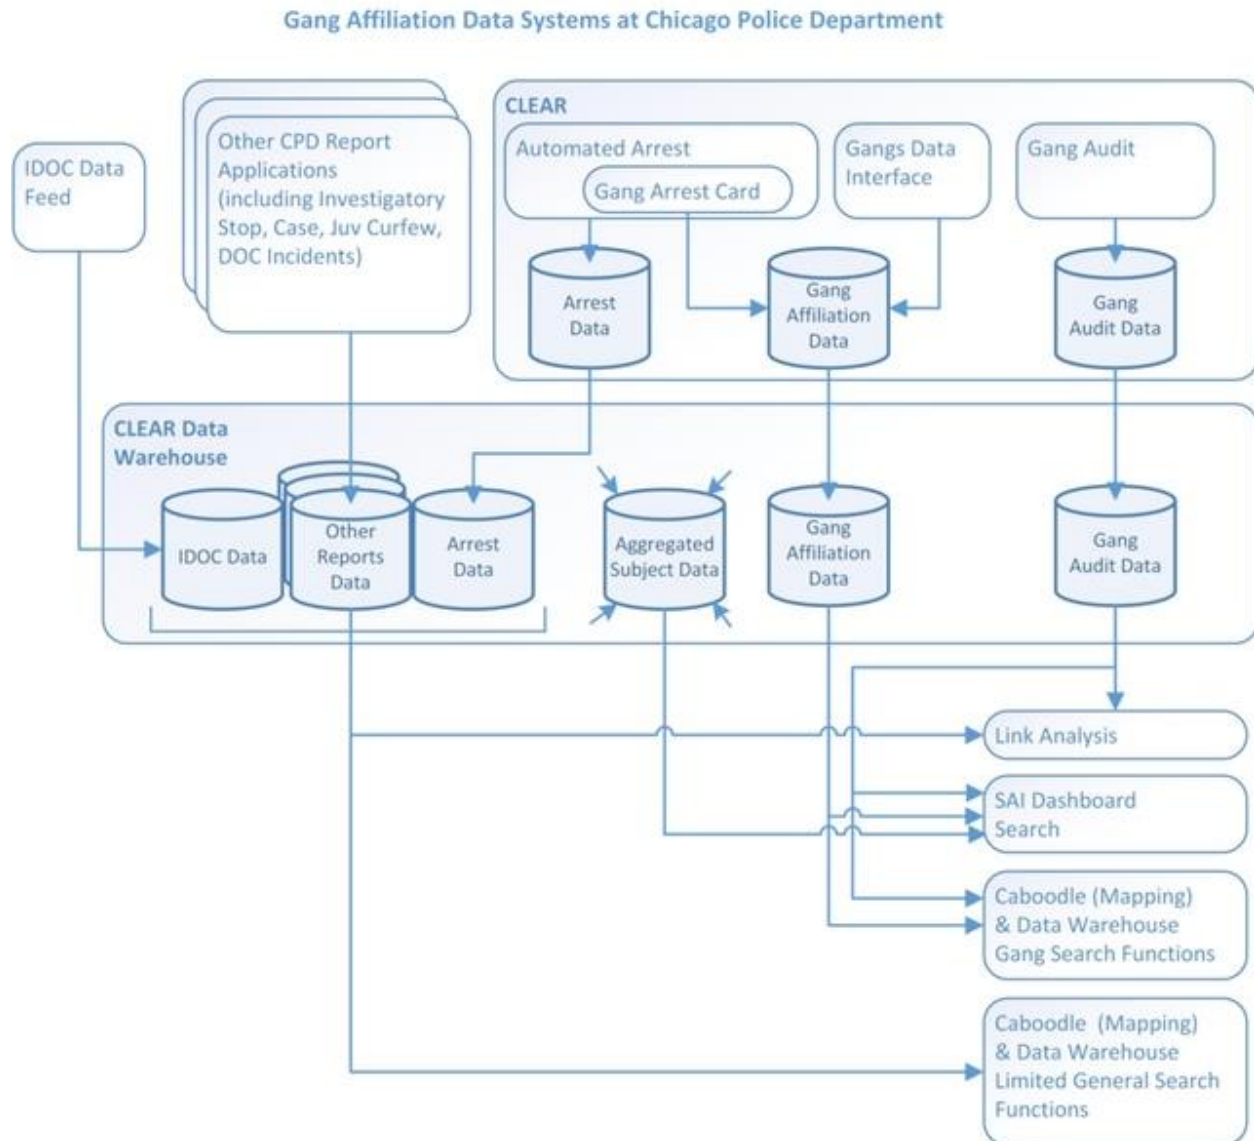 Gang Affiliation Data Systems at Chicago Police Department
IDOC Data
Feed
Other CPD Report
Applications
(including Investigatory
Stop, Case, Juv Curfew,
DOC Incidents)
CLEAR
Automated Arrest
Gang Arrest Card
Gangs Data
Interface
Gang Audit
Arrest
Data
Gang
Affiliation
Data
Gang
Audit Data
CLEAR Data
Warehouse
IDOC Data
Other
Reports
Data
Arrest
Data
Aggregated
Subject Data
Gang
Affiliation
Data
Gang
Audit Data
Link Analysis
SAI Dashboard
Search
Caboodle (Mapping)
& Data Warehouse
Gang Search Functions
Caboodle (Mapping)
& Data Warehouse
Limited General Search
Functions